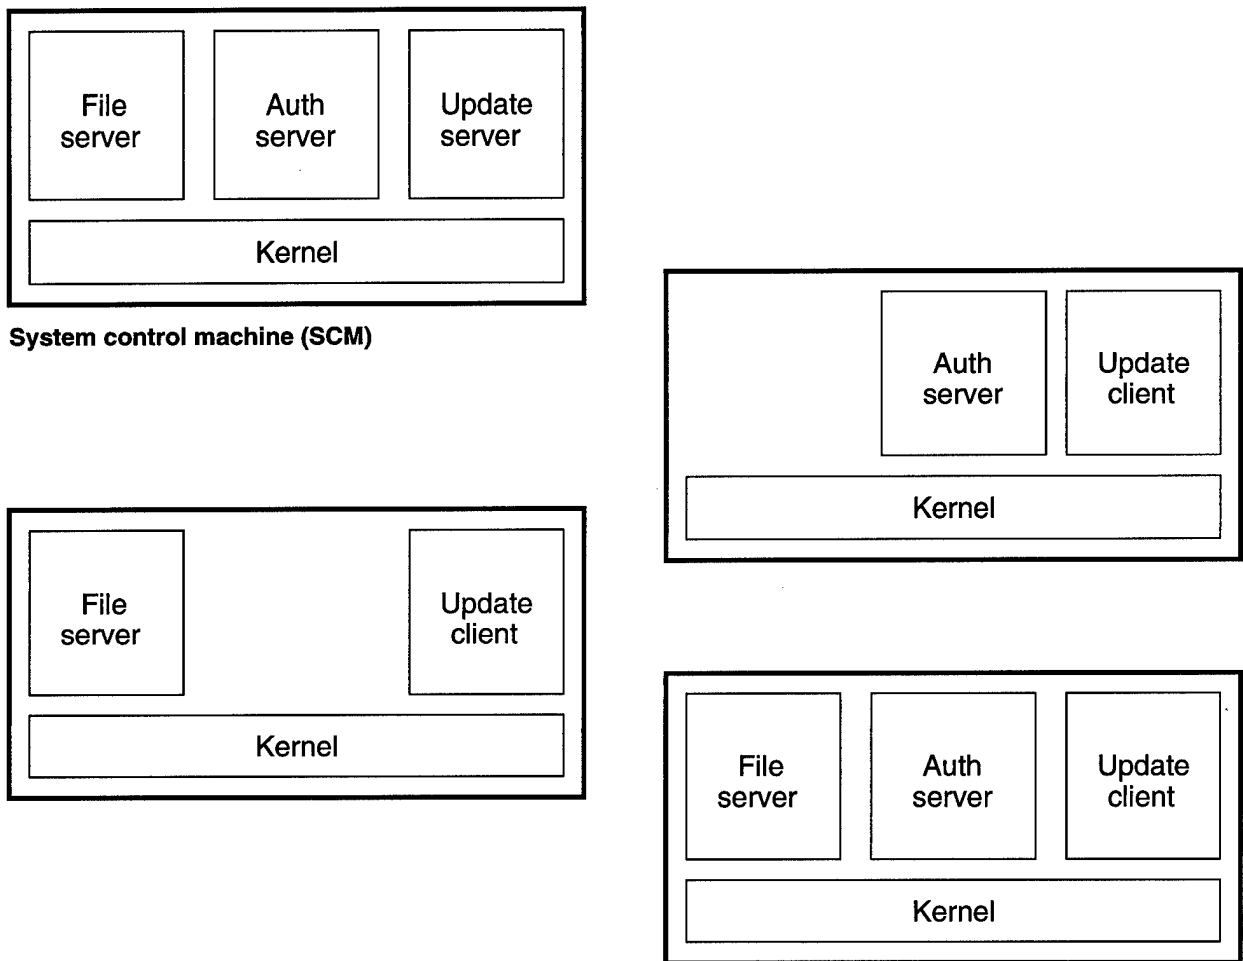 File
server
Auth
server
Update
server
Kernel
System control machine (SCM)
Auth
server
Update
client
Kernel
File
server
Update
client
Kernel
File
server
Auth
server
Update
client
Kernel